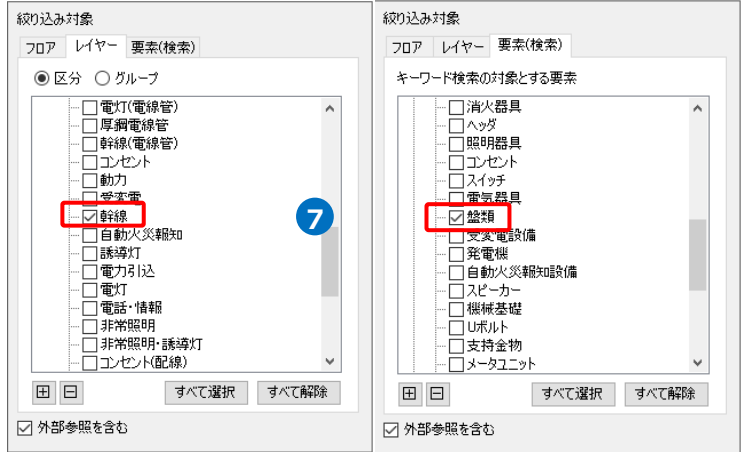 絞り込み対象
フロア レイヤー 要素(検索)
区分 グループ
電灯(電線管)
厚鋼電線管
幹線(電線管)
コンセント
動力
受変電
幹線
自動火災報知
誘導灯
電力引込
電灯
電話・情報
非常照明
非常照明・誘導灯
コンセント(配線)
すべて選択 すべて解除
外部参照を含む
7
絞り込み対象
フロア レイヤー 要素(検索)
キーワード検索の対象とする要素
消火器具
ヘッダ
照明器具
コンセント
スイッチ
電気器具
盤類
受変電設備
発電機
自動火災報知設備
スピーカー
機械基礎
Uボルト
支持金物
メータユニット
すべて選択 すべて解除
外部参照を含む